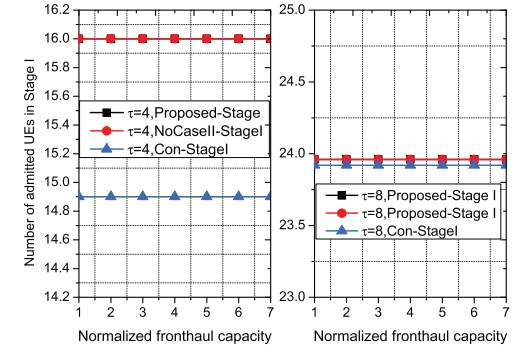 Number of admitted UEs in Stage I
16.2
16.0
15.8
15.6
15.4
15.2
15.0
14.8
14.6
14.4
14.2
τ=4,Proposed-Stage
τ=4,NoCaseII-StageI
τ=4,Con-StageI
1 2 3 4 5 6 7
Normalized fronthaul capacity
25.0
24.5
24.0
23.5
23.0
τ=8,Proposed-Stage I
τ=8,Proposed-Stage I
τ=8,Con-StageI
1 2 3 4 5 6 7
Normalized fronthaul capacity